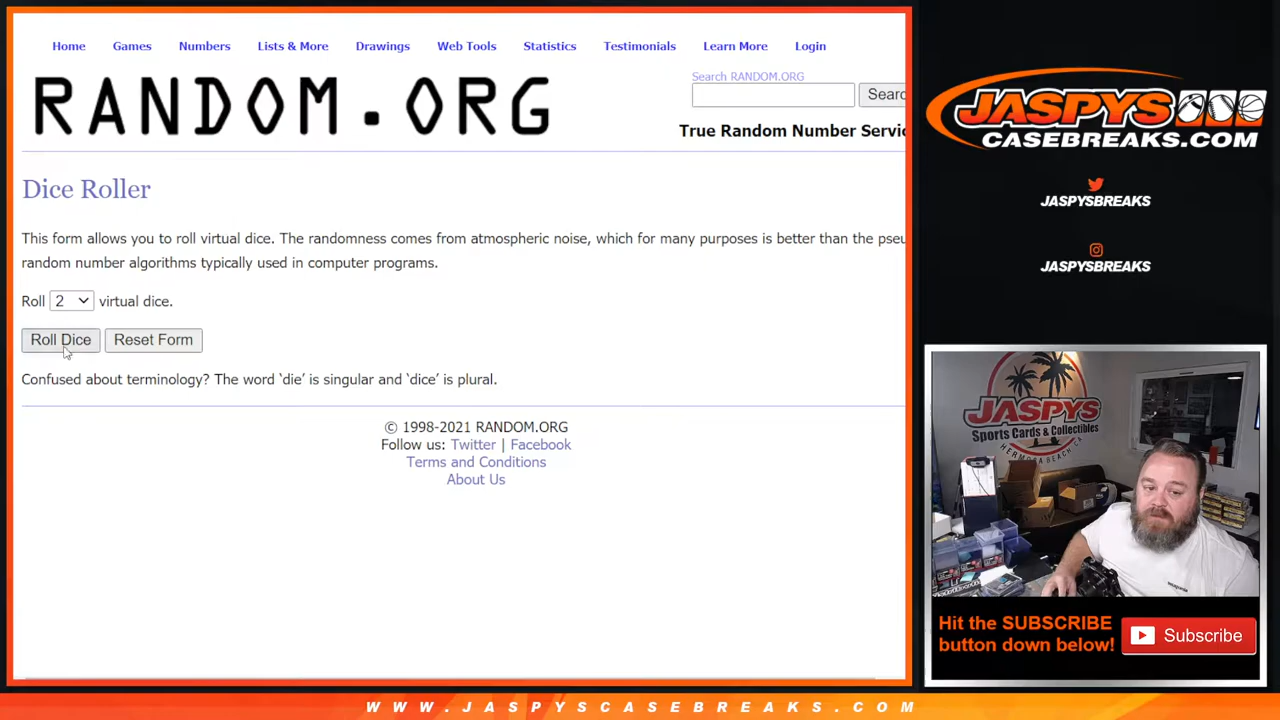 Home Games Numbers Lists & More Drawings Web Tools Statistics Testimonials Learn More Login
RANDOM.ORG
Search RANDOM.ORG
Searc
True Random Number Servic
Dice Roller
This form allows you to roll virtual dice. The randomness comes from atmospheric noise, which for many purposes is better than the pseu
random number algorithms typically used in computer programs.
Roll 2 virtual dice.
Roll Dice Reset Form
Confused about terminology? The word ‘die’ is singular and ‘dice’ is plural.
© 1998-2021 RANDOM.ORG
Follow us: Twitter | Facebook
Terms and Conditions
About Us
JASPYS
CASEBREAKS.COM
JASPYSBREAKS
JASPYSBREAKS
JASPYS
Sports Cards & Collectibles
HERMOSA BEACH CA
Hit the SUBSCRIBE
button down below!
Subscribe
WWW.JASPYSCASEBREAKS.COM